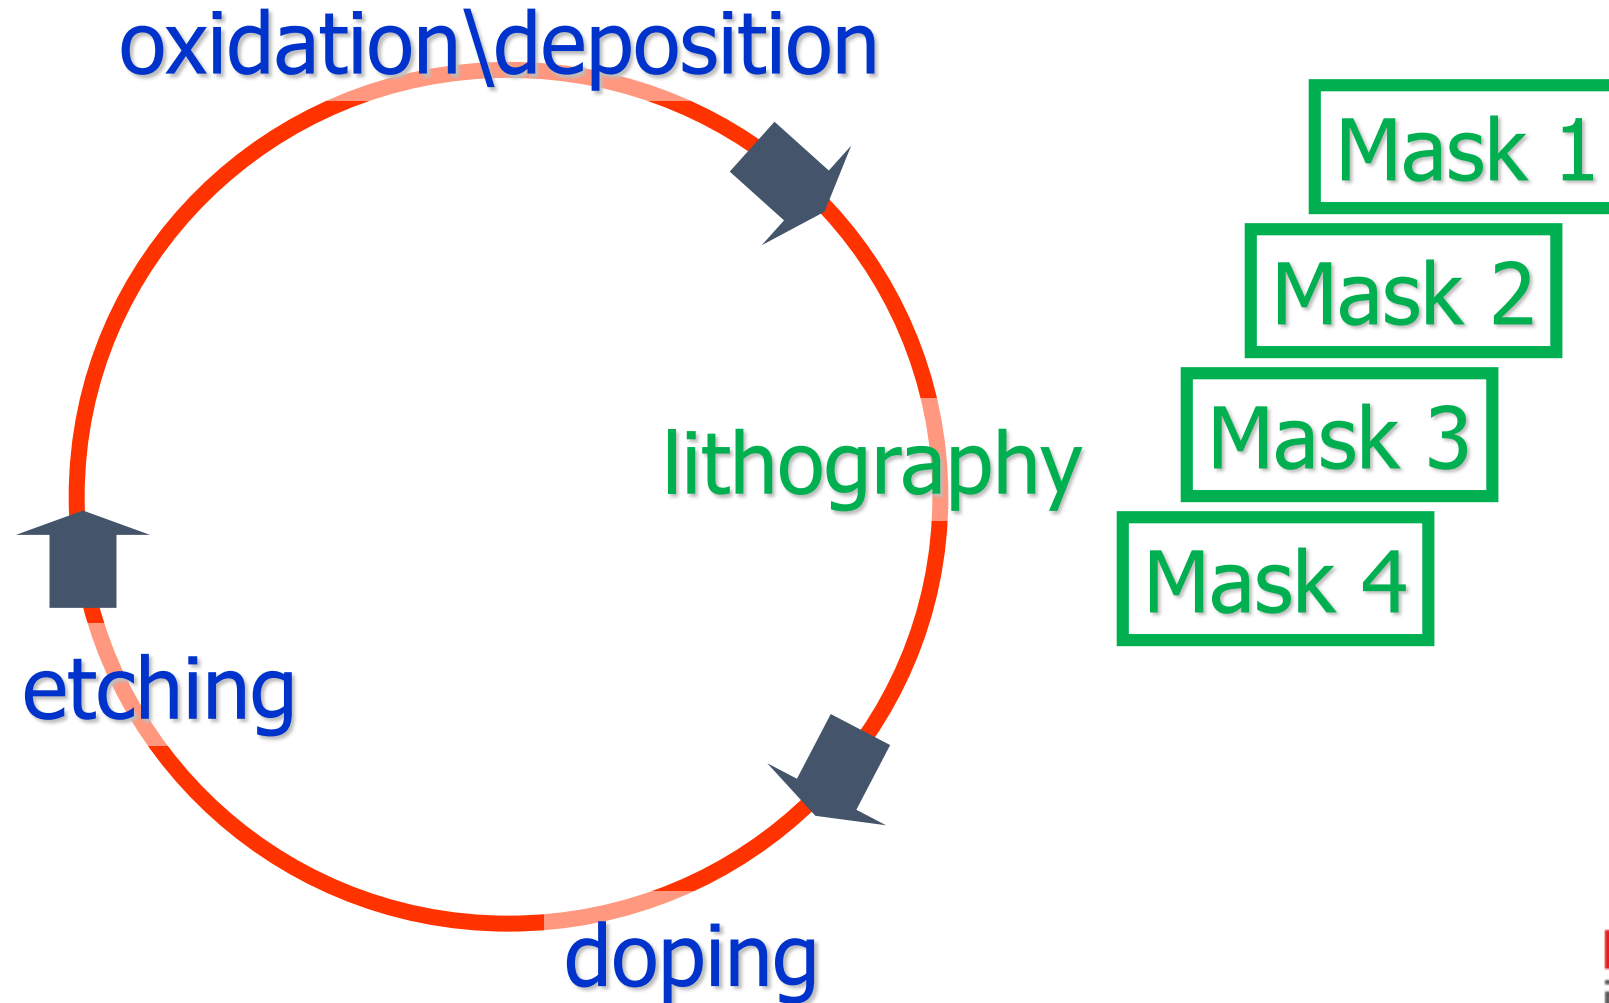 oxidation\deposition
Mask 1
Mask 2
Mask 3
lithography
Mask 4
etching
doping